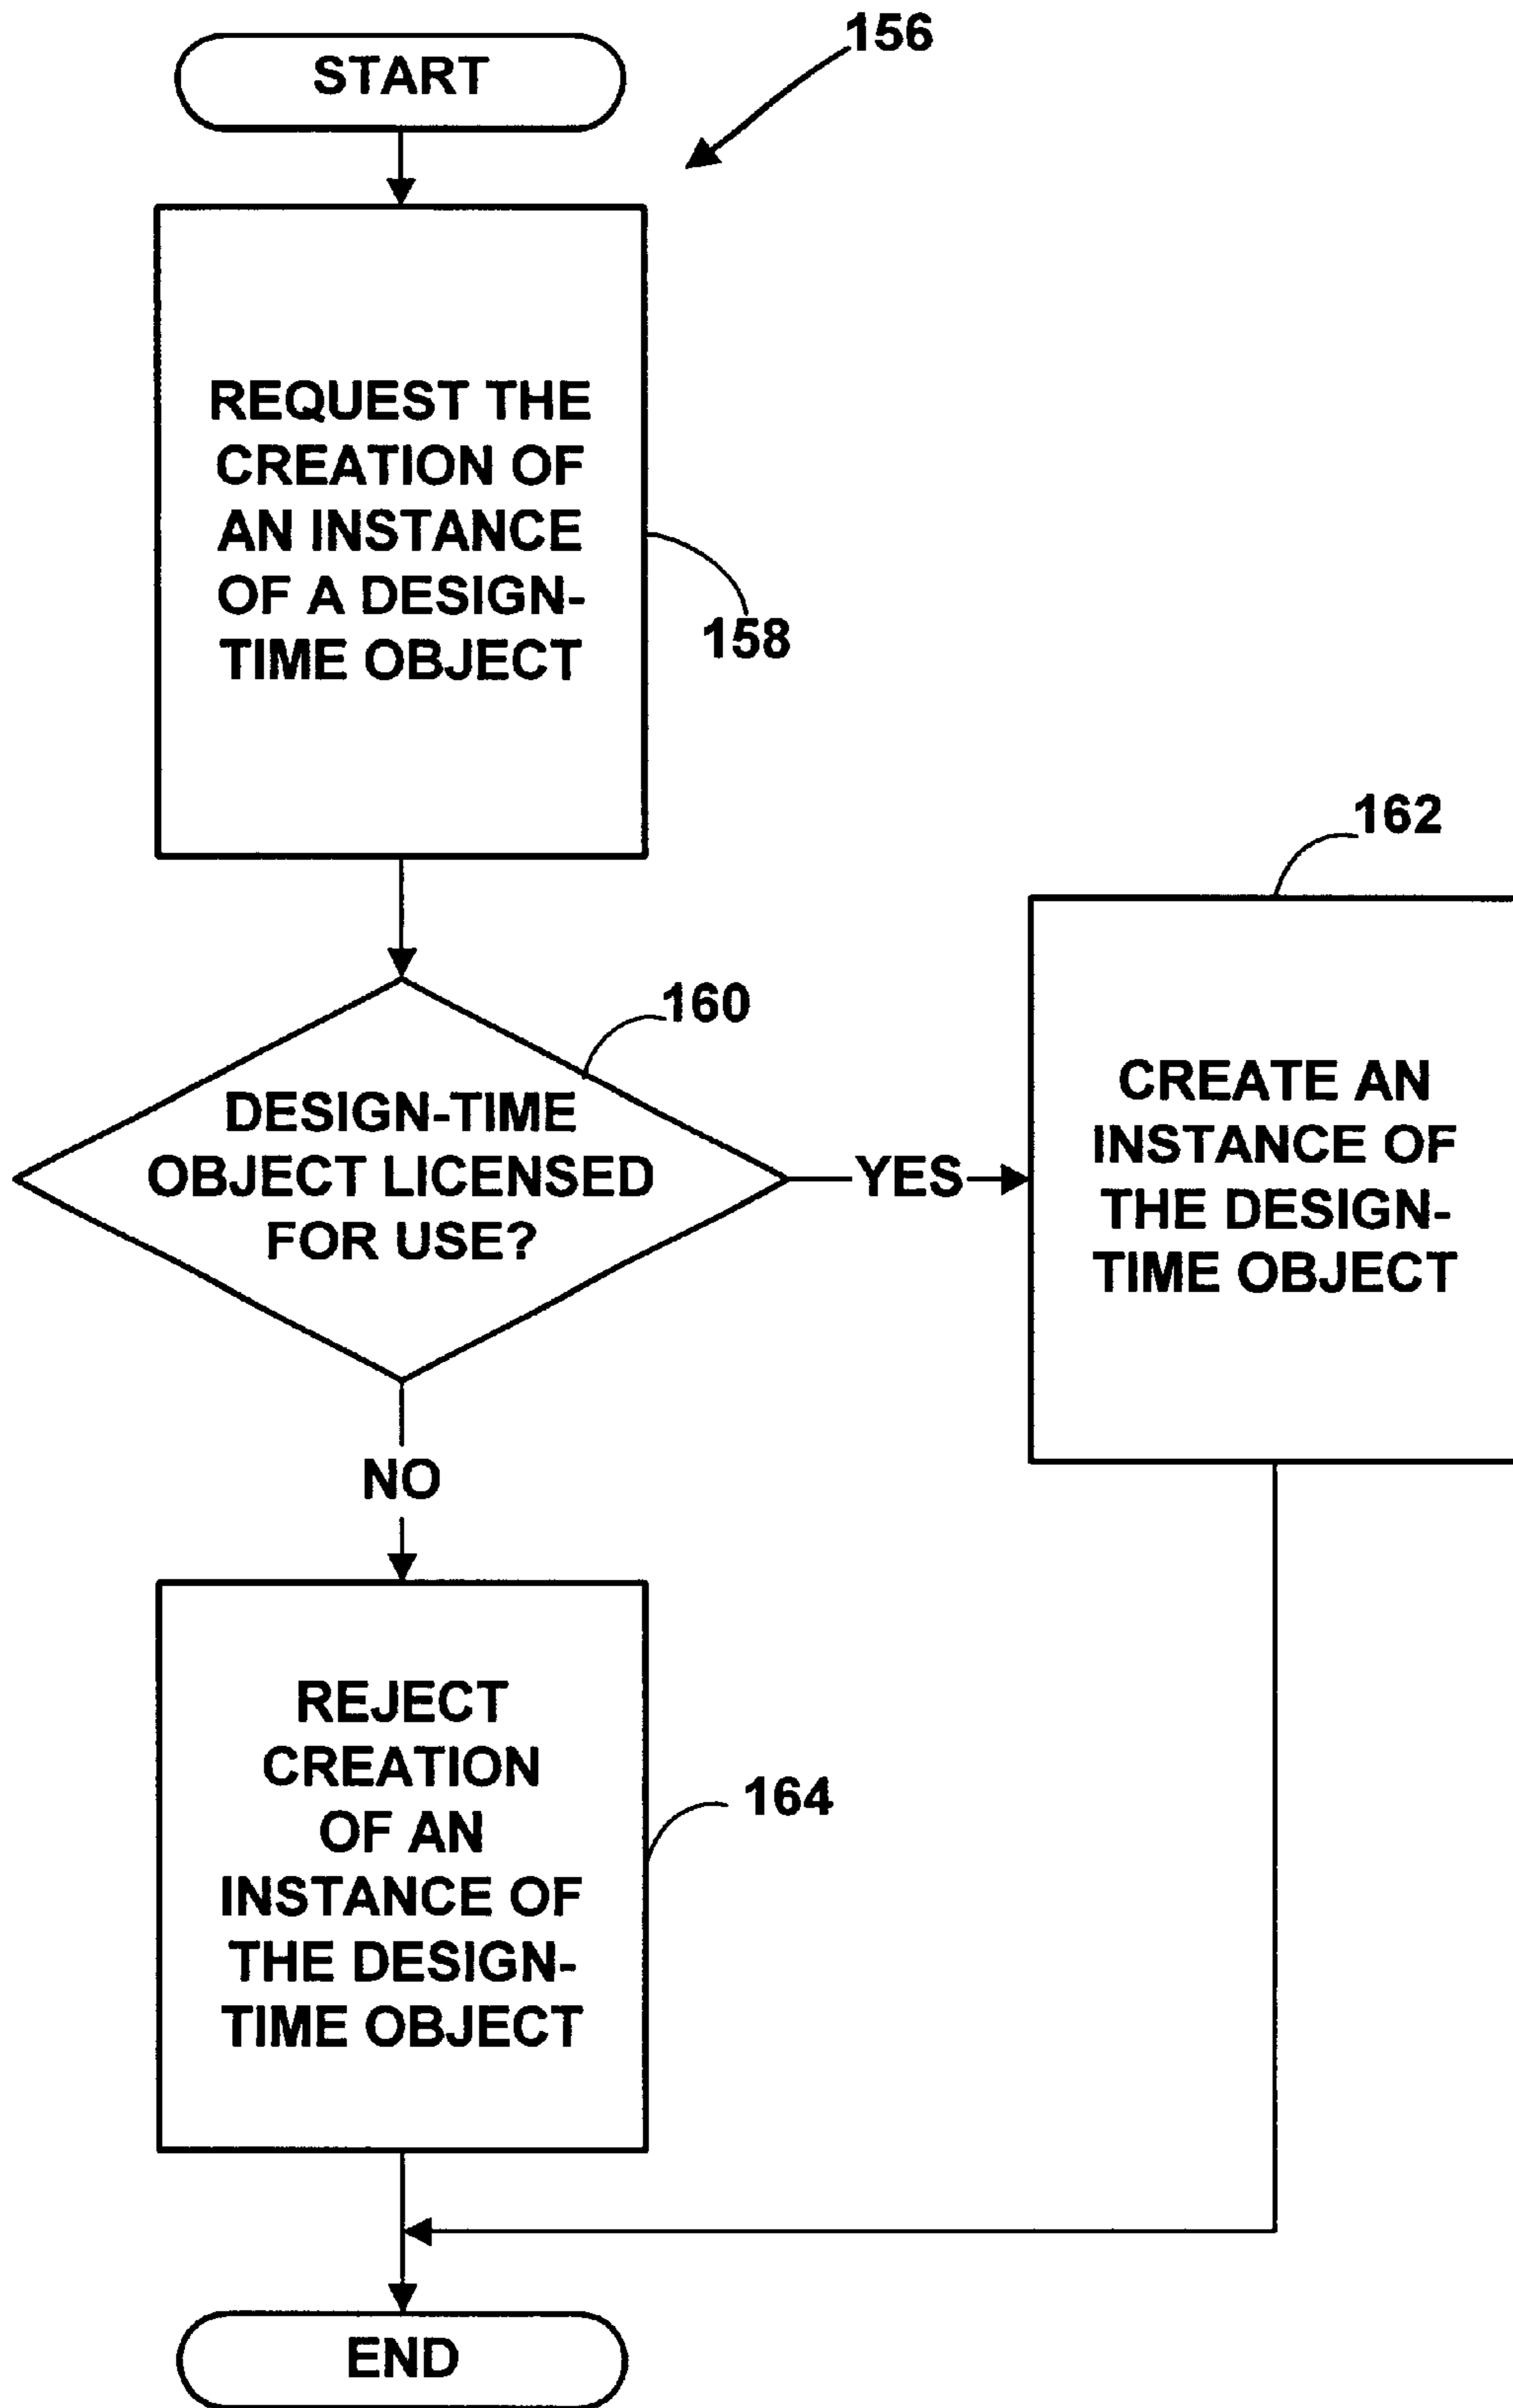 START
156
REQUEST THE
CREATION OF
AN INSTANCE
OF A DESIGN-
TIME OBJECT
158
160
DESIGN-TIME
OBJECT LICENSED
FOR USE?
YES
162
CREATE AN
INSTANCE OF
THE DESIGN-
TIME OBJECT
NO
REJECT
CREATION
OF AN
INSTANCE OF
THE DESIGN-
TIME OBJECT
164
END